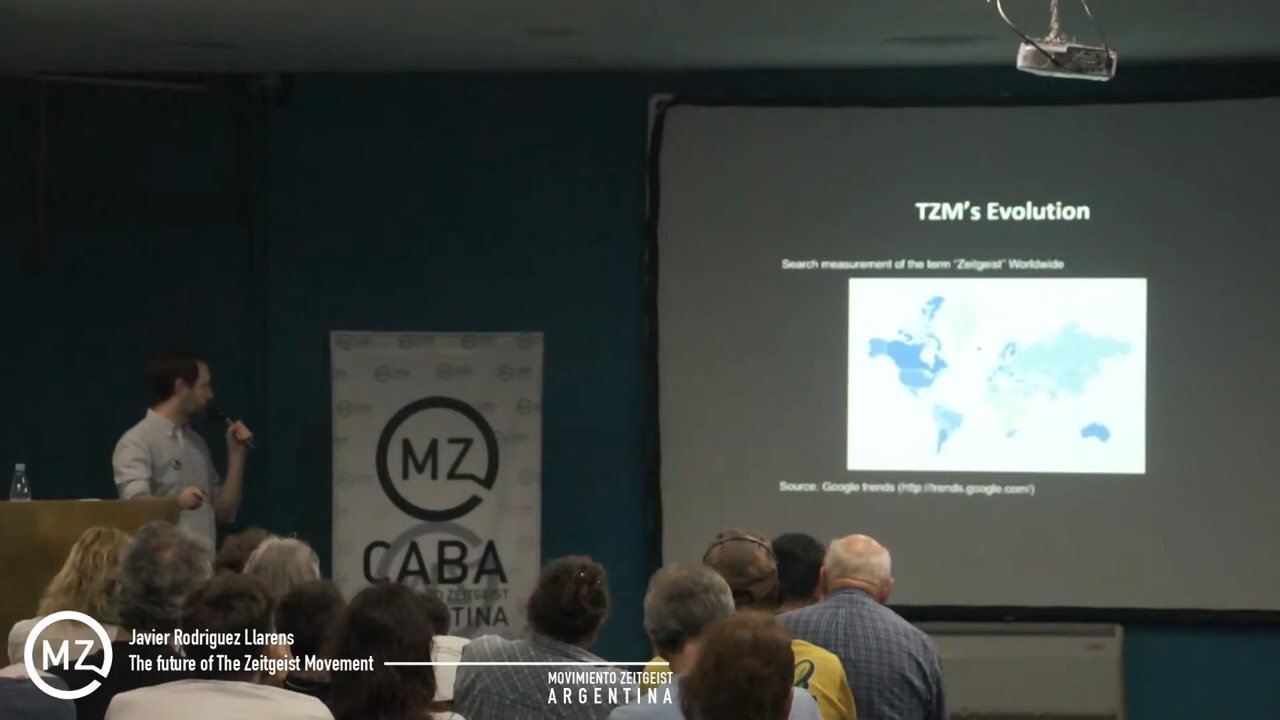 TZM's Evolution
Search measurement of the term "Zeitgeist" Worldwide
Source: Google trends (http://trends.google.com/)
MZ
CABA
ZEITGEIST
TINA
MZ
Javier Rodriguez Llarens
The future of The Zeitgeist Movement
MOVIMIENTO ZEITGEIST
ARGENTINA